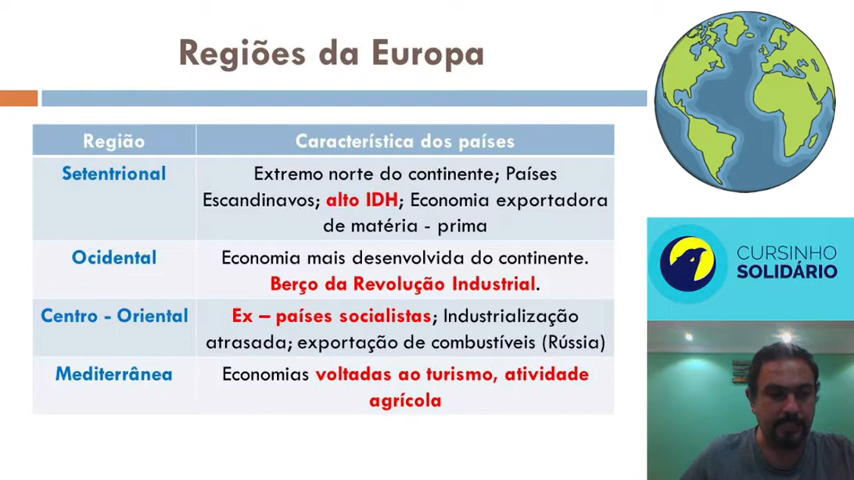 Regiões da Europa
Região
Característica dos países
Setentrional
Extremo norte do continente; Países
Escandinavos; alto IDH; Economia exportadora
de matéria - prima
Ocidental
Economia mais desenvolvida do continente.
Berço da Revolução Industrial.
Centro - Oriental
Ex – países socialistas; Industrialização
atrasada; exportação de combustíveis (Rússia)
Mediterrânea
Economias voltadas ao turismo, atividade
agrícola
CURSINHO
SOLIDÁRIO